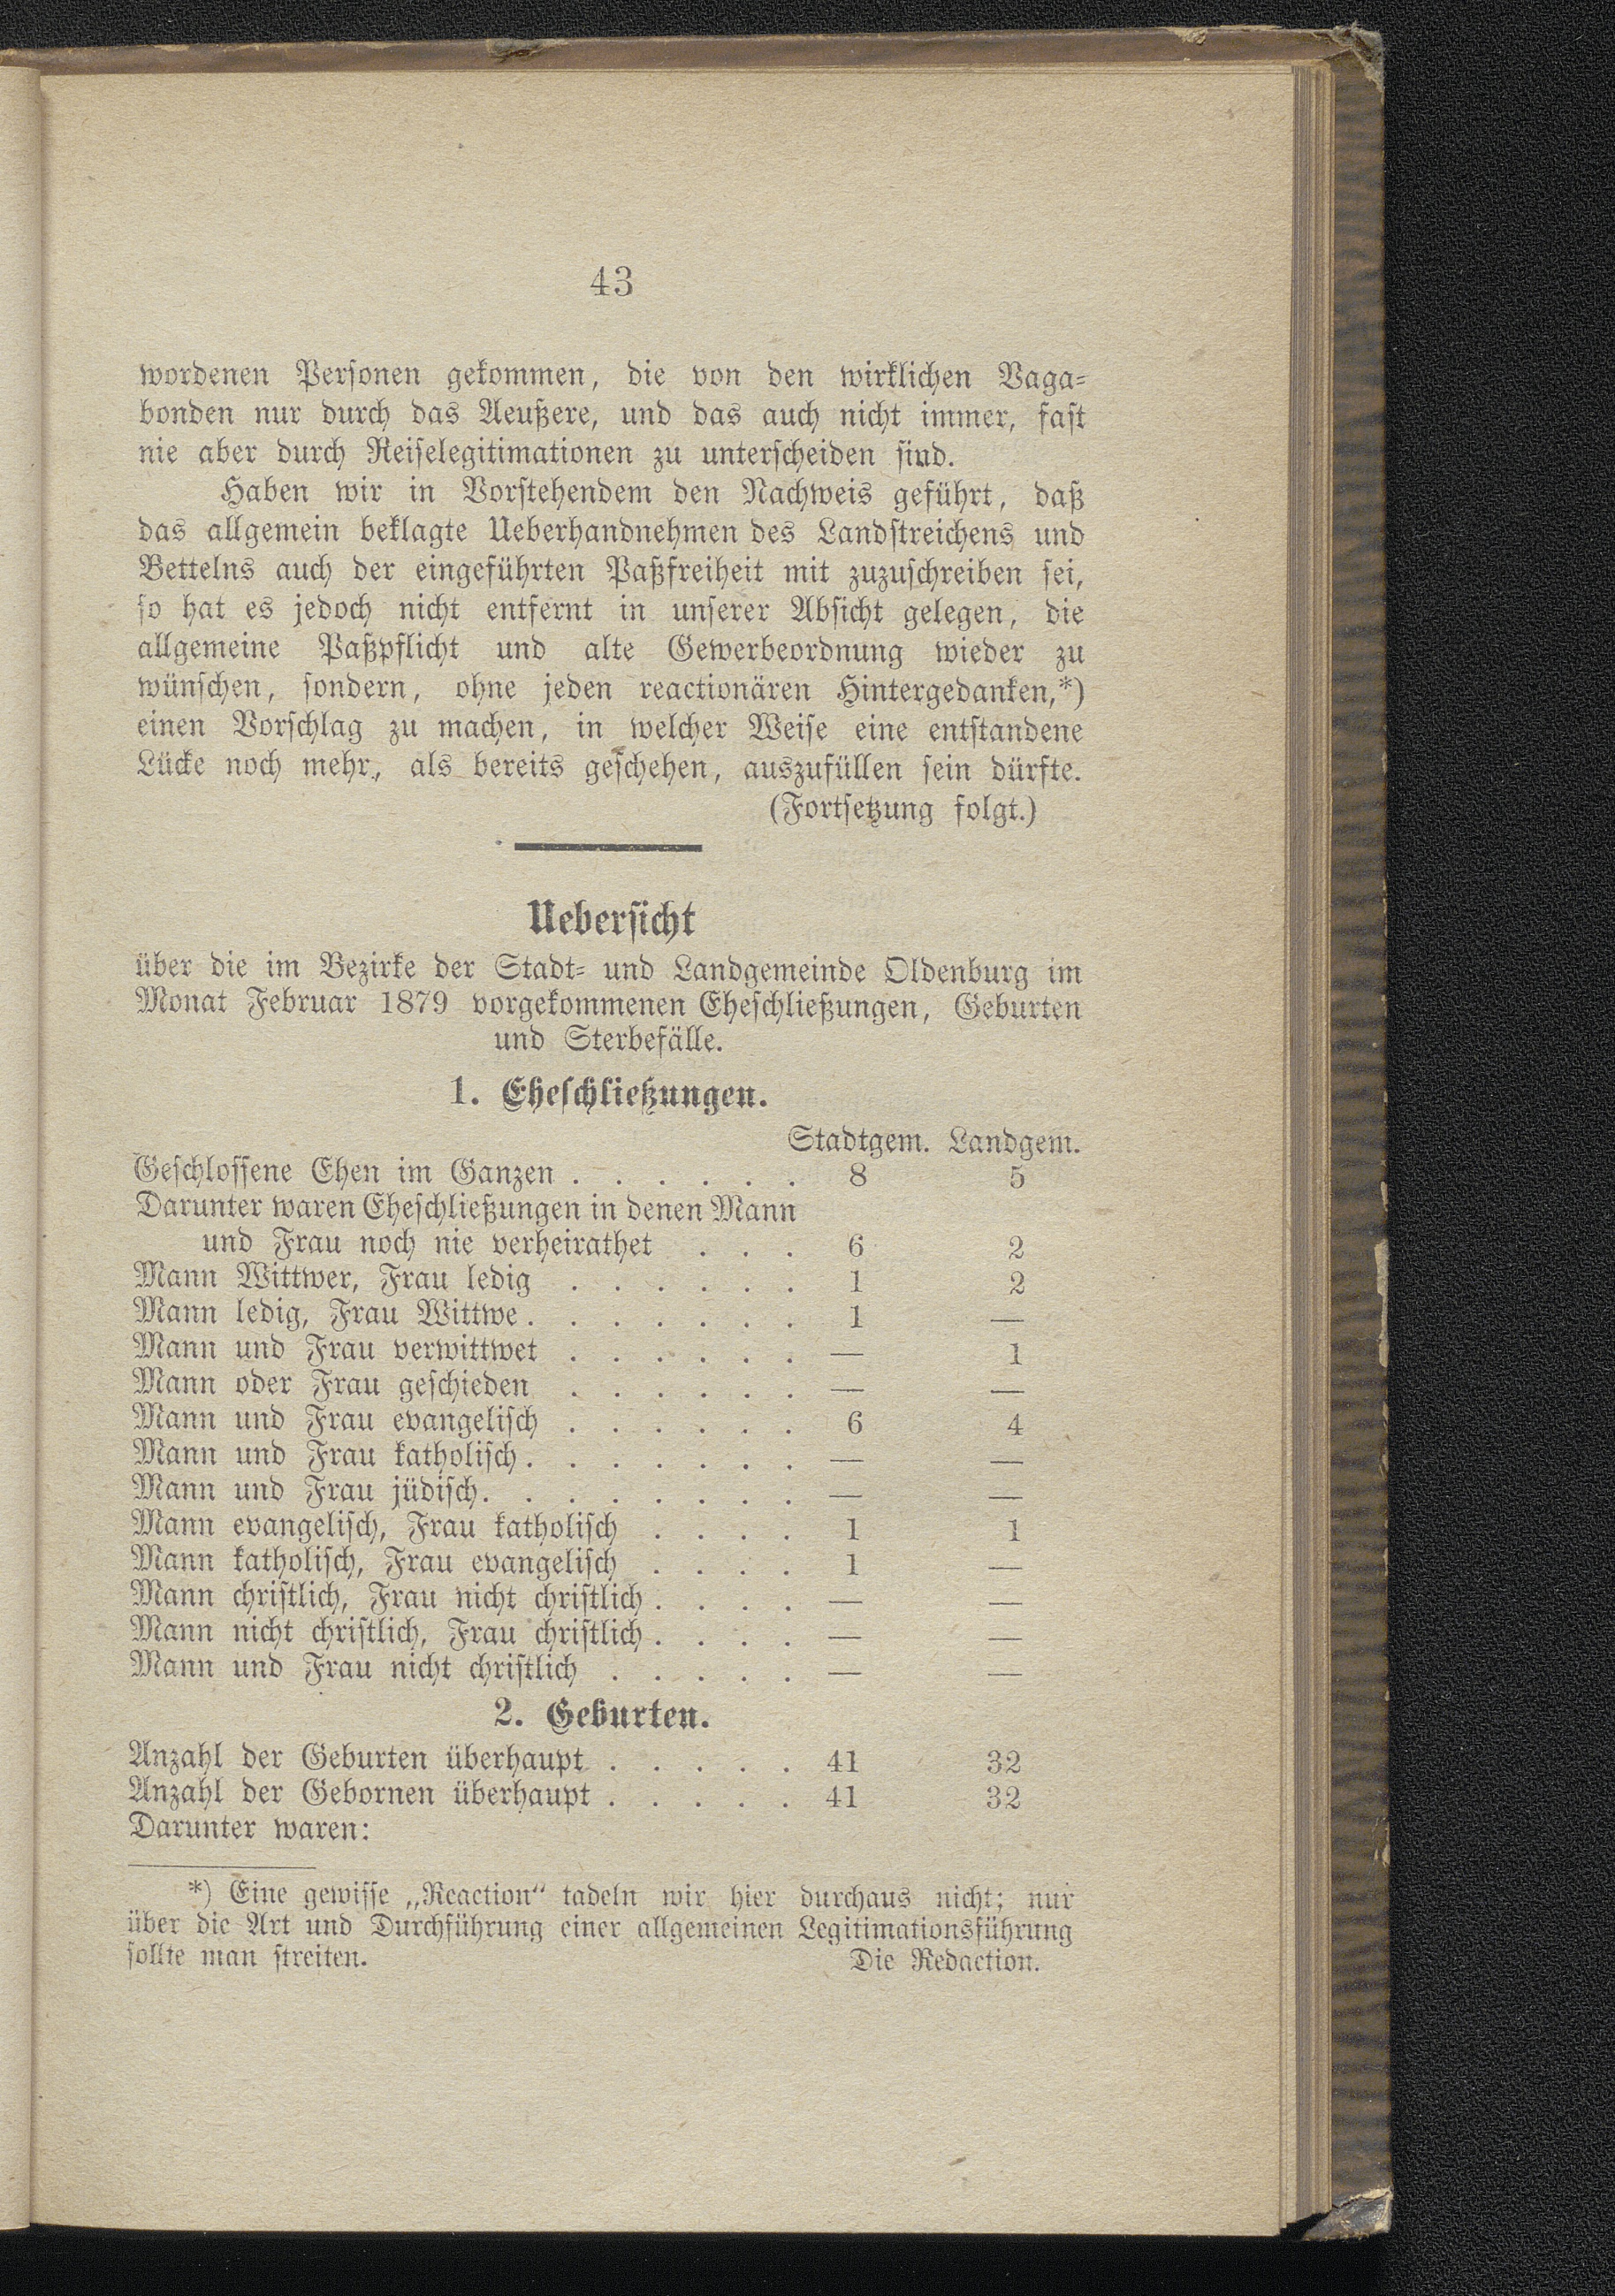 43
wordenen Personen gekommen, die von den wirklichen Vaga-
bonden nur durch das Aeußere, und das auch nicht immer, fast
nie aber durch Reiselegitimationen zu unterscheiden sind.
Haben wir in Vorstehendem den Nachweis geführt, daß
das allgemein beklagte Ueberhandnehmen des Landstreichens und
Bettelns auch der eingeführten Paßfreiheit mit zuzuschreiben sei,
so hat es jedoch nicht entfernt in unserer Absicht gelegen, die
allgemeine Paßpflicht und alte Gewerbeordnung wieder zu
wünschen, sondern, ohne jeden reactionären Hintergedanken,*)
einen Vorschlag zu machen, in welcher Weise eine entstandene
Lücke noch mehr, als bereits geschehen, auszufüllen sein dürfte.
(Fortsetzung folgt.)
Uebersicht
über die im Bezirke der Stadt- und Landgemeinde Oldenburg im
Monat Februar 1879 vorgekommenen Eheschließungen, Geburten
und Sterbefälle.
1. Eheschließungen.
Stadtgem. Landgem.
Geschlossene Ehen im Ganzen . . . . . . 8 5
Darunter waren Eheschließungen in denen Mann
und Frau noch nie verheirathet . . . 6 2
Mann Wittwer, Frau ledig . . . . . . 1 2
Mann ledig, Frau Wittwe . . . . . . . 1 —
Mann und Frau verwittwet . . . . . . — 1
Mann oder Frau geschieden . . . . . . — —
Mann und Frau evangelisch . . . . . . 6 4
Mann und Frau katholisch . . . . . . . — —
Mann und Frau jüdisch . . . . . . . . — —
Mann evangelisch, Frau katholisch . . . . 1 1
Mann katholisch, Frau evangelisch . . . . 1 —
Mann christlich, Frau nicht christlich . . . . — —
Mann nicht christlich, Frau christlich . . . . — —
Mann und Frau nicht christlich . . . . . — —
2. Geburten.
Anzahl der Geburten überhaupt . . . . . 41 32
Anzahl der Gebornen überhaupt . . . . . 41 32
Darunter waren:
*) Eine gewisse „Reaction“ tadeln wir hier durchaus nicht; nur
über die Art und Durchführung einer allgemeinen Legitimationsführung
sollte man streiten. Die Redaction.